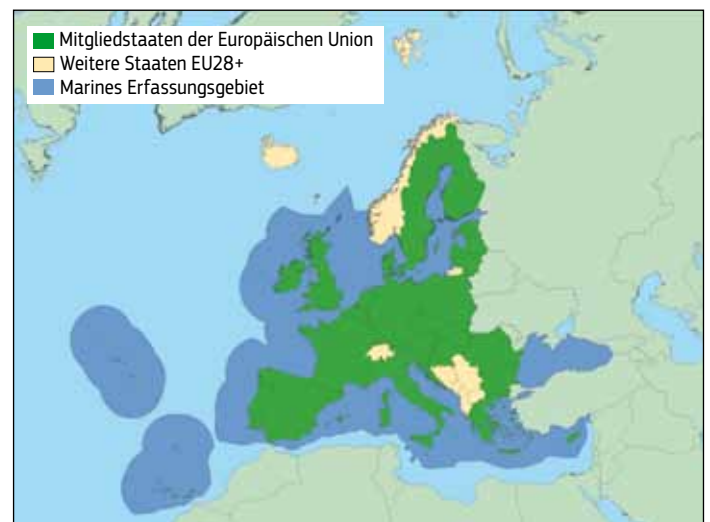 Mitgliedstaaten der Europäischen Union
Weitere Staaten EU28+
Marines Erfassungsgebiet